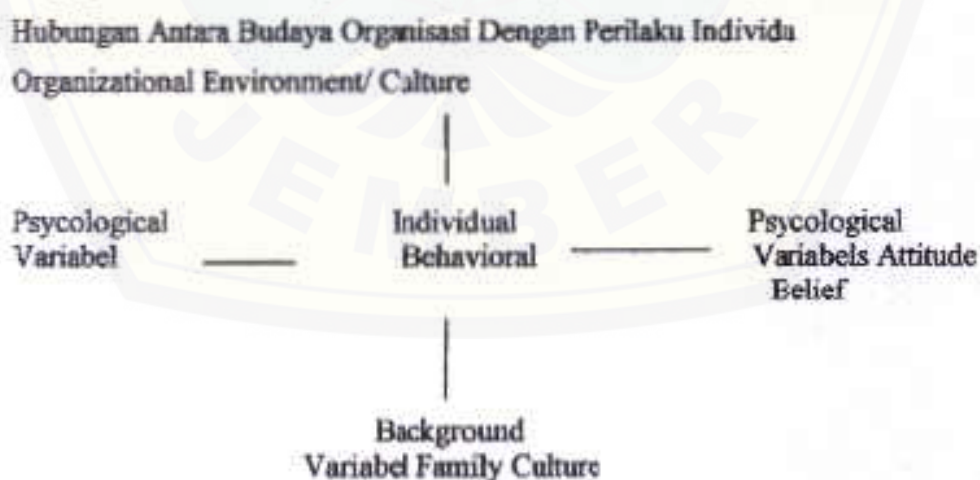 Hubungan Antara Budaya Organisasi Dengan Perilaku Individu
Organizational Environment/ Culture
JEMBER
Psycological
Variabel
Individual
Behavioral
Psycological
Variabels Attitude
Belief
Background
Variabel Family Culture